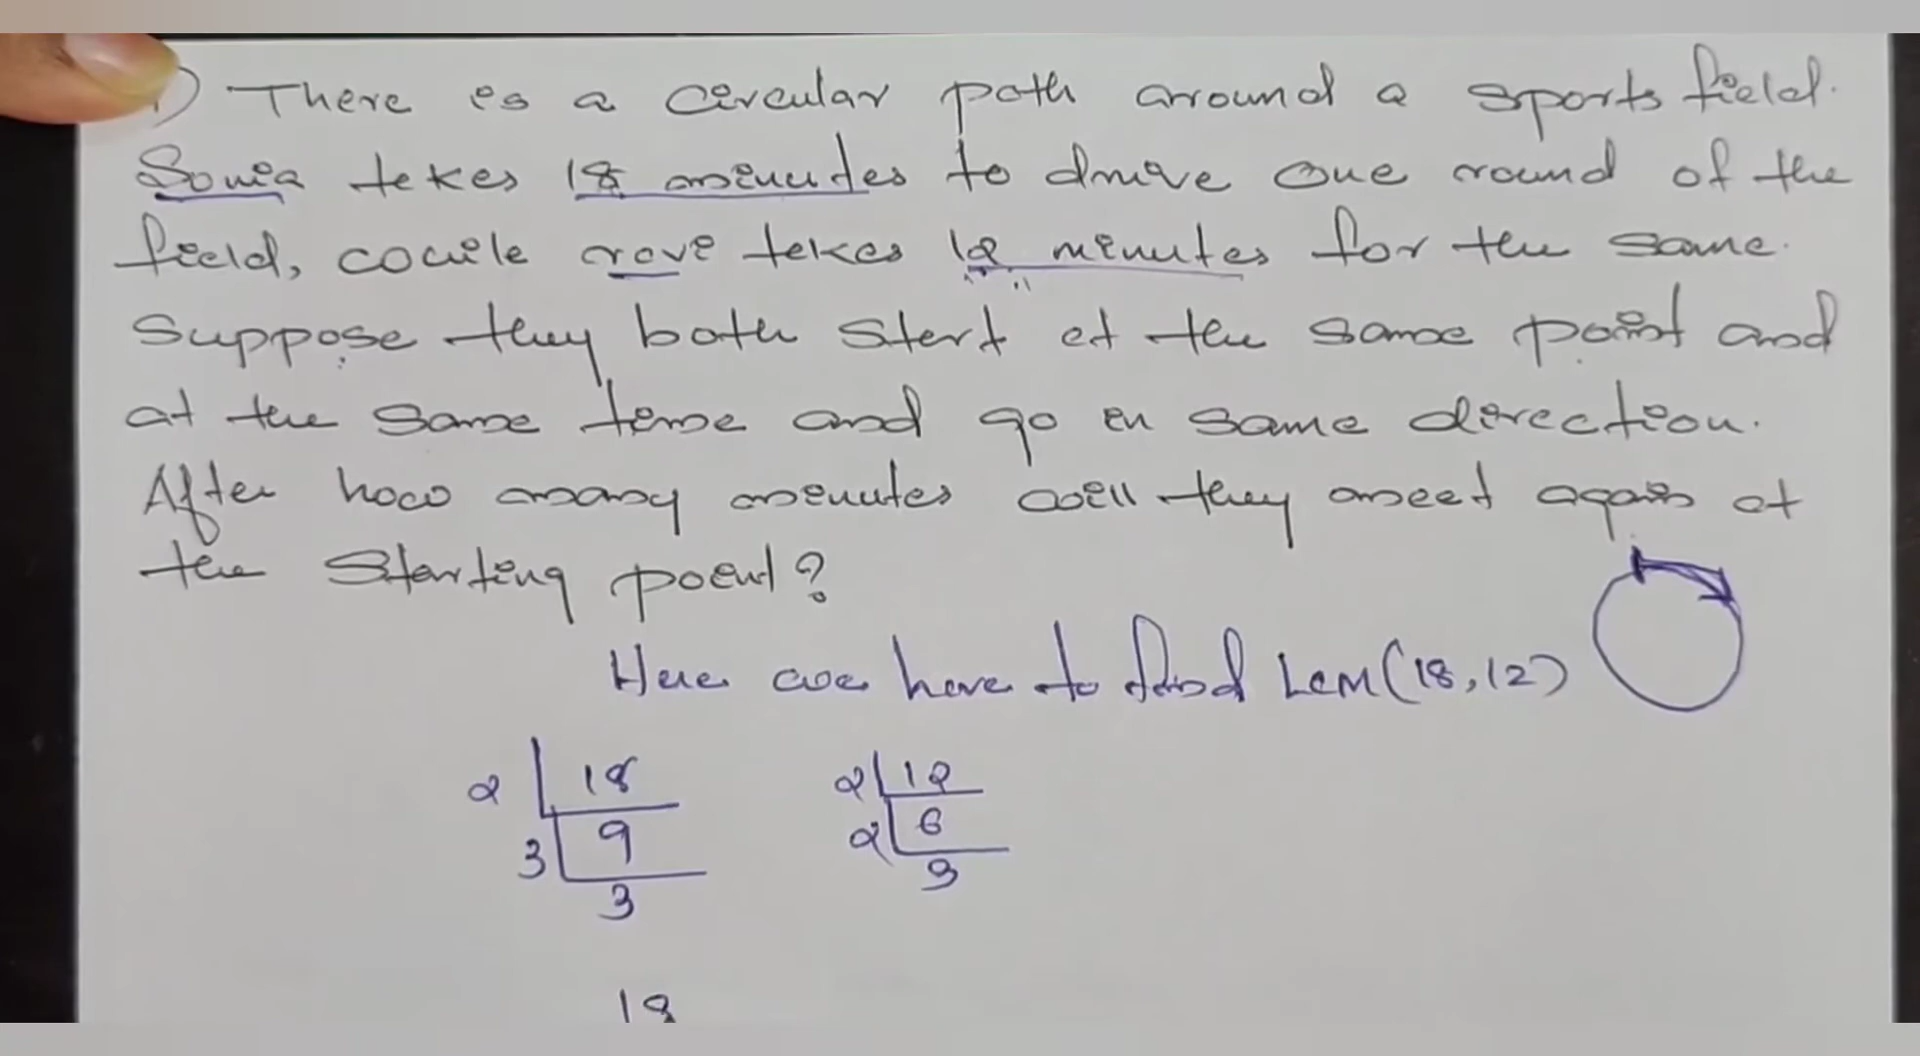 1) There is a circular path around a sports field.
Sonia takes 18 minutes to drive one round of the
field, while ravi takes 12 minutes for the same.
Suppose they both start at the same point and
at the same time and go in same direction.
After how many minutes will they meet again at
the starting point?
Here we have to find LCM(18,12)
2 | 18
3 | 9
3
2 | 12
2 | 6
3
18